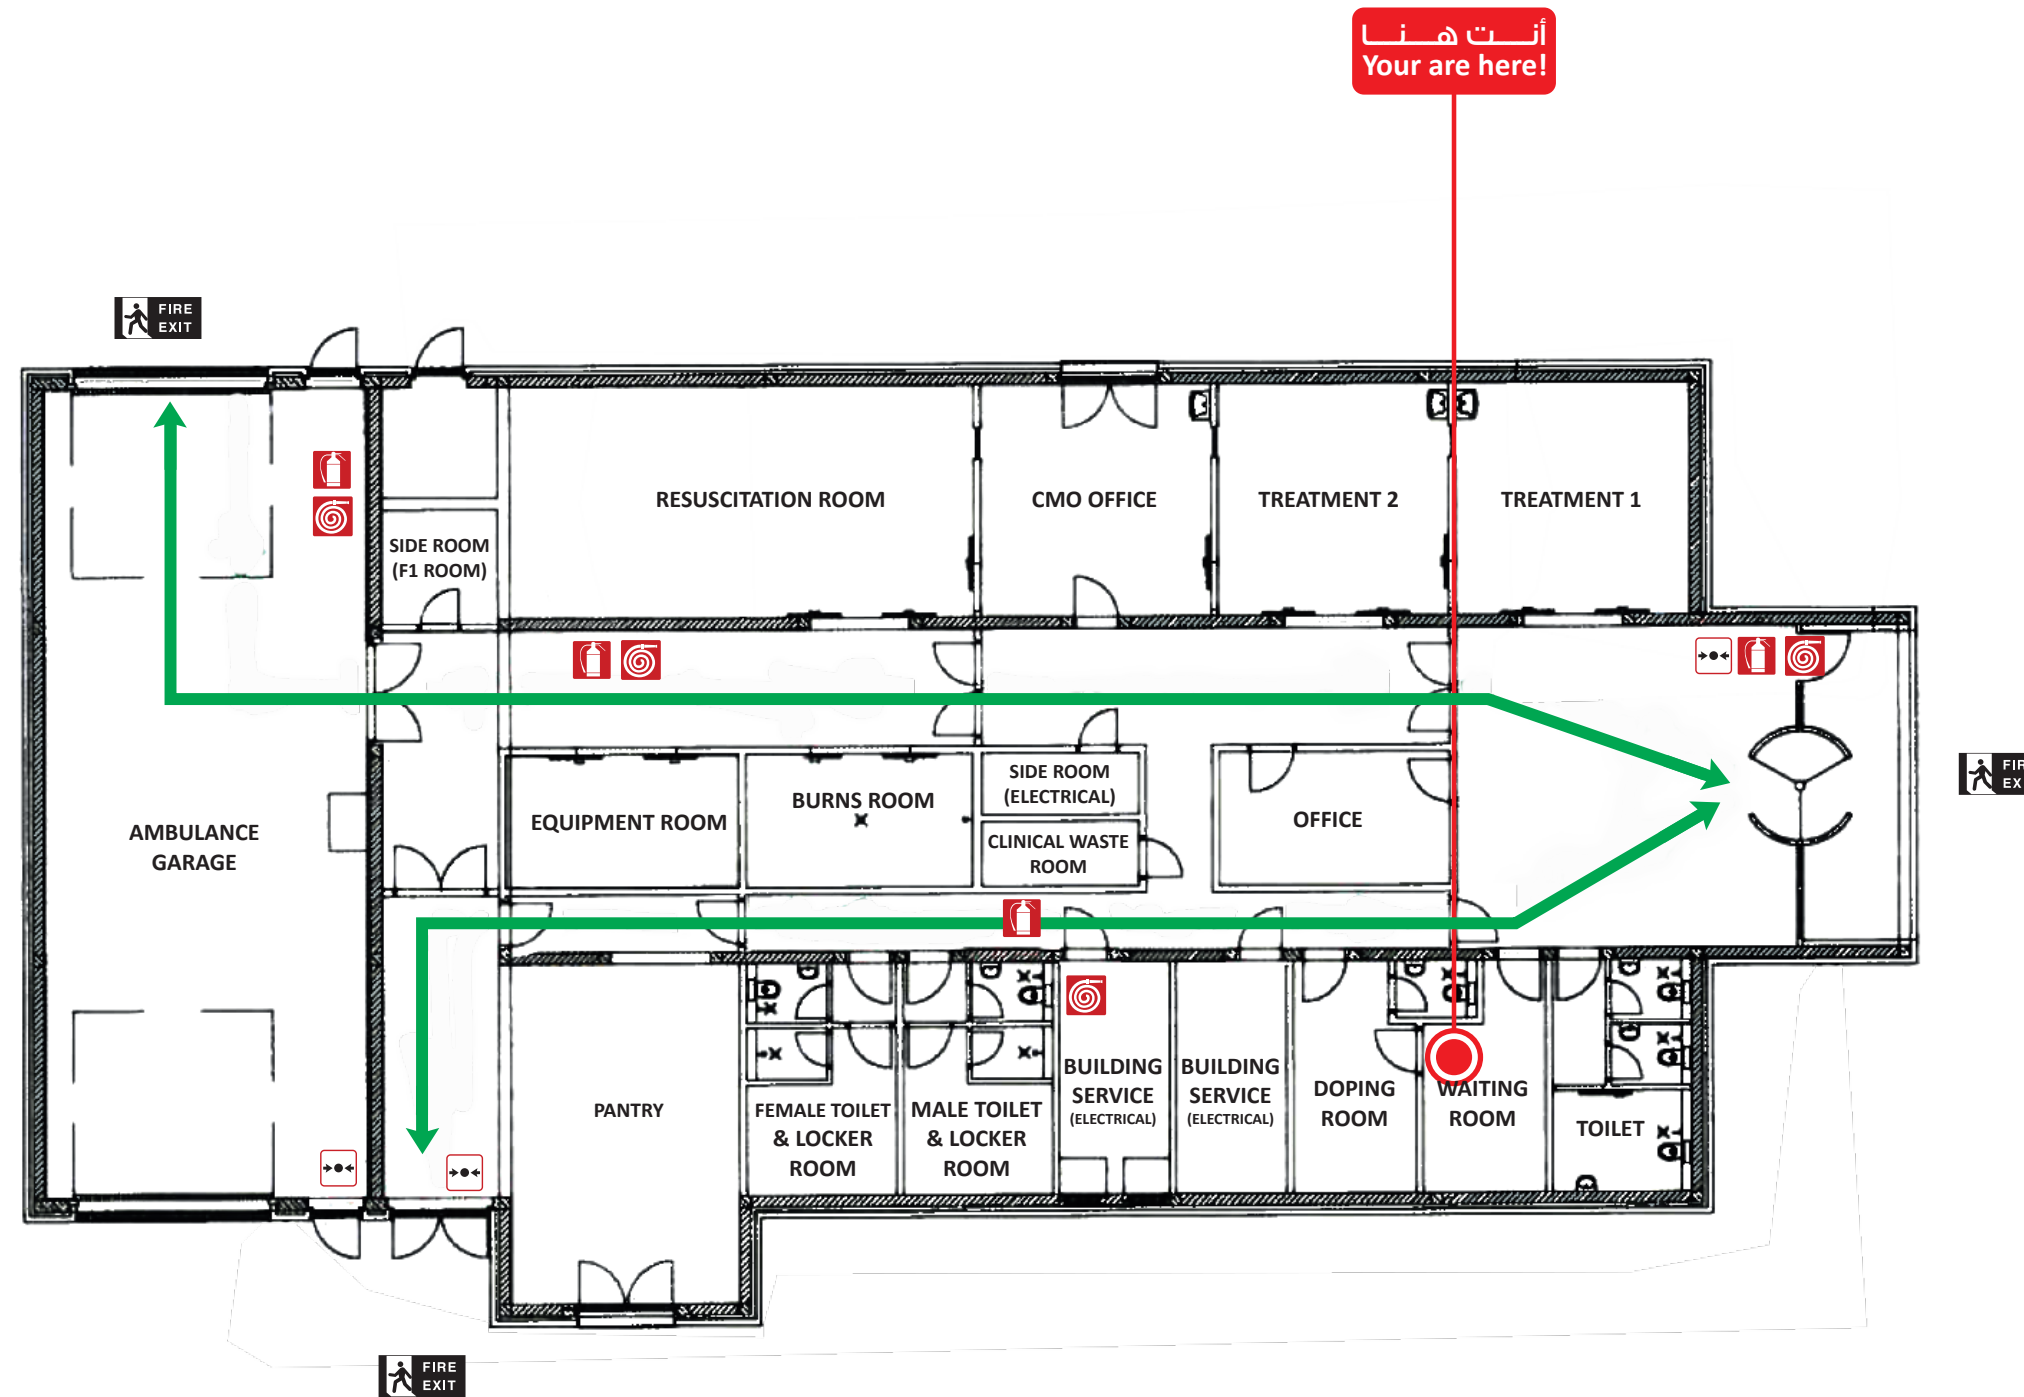 أنت هنا
Your are here!
FIRE
EXIT
RESUSCITATION ROOM
CMO OFFICE
TREATMENT 2
TREATMENT 1
SIDE ROOM
(F1 ROOM)
AMBULANCE
GARAGE
EQUIPMENT ROOM
BURNS ROOM
SIDE ROOM
(ELECTRICAL)
CLINICAL WASTE
ROOM
OFFICE
FIR
EX
PANTRY
FEMALE TOILET
& LOCKER
ROOM
MALE TOILET
& LOCKER
ROOM
BUILDING
SERVICE
(ELECTRICAL)
BUILDING
SERVICE
(ELECTRICAL)
DOPING
ROOM
WAITING
ROOM
TOILET
FIRE
EXIT